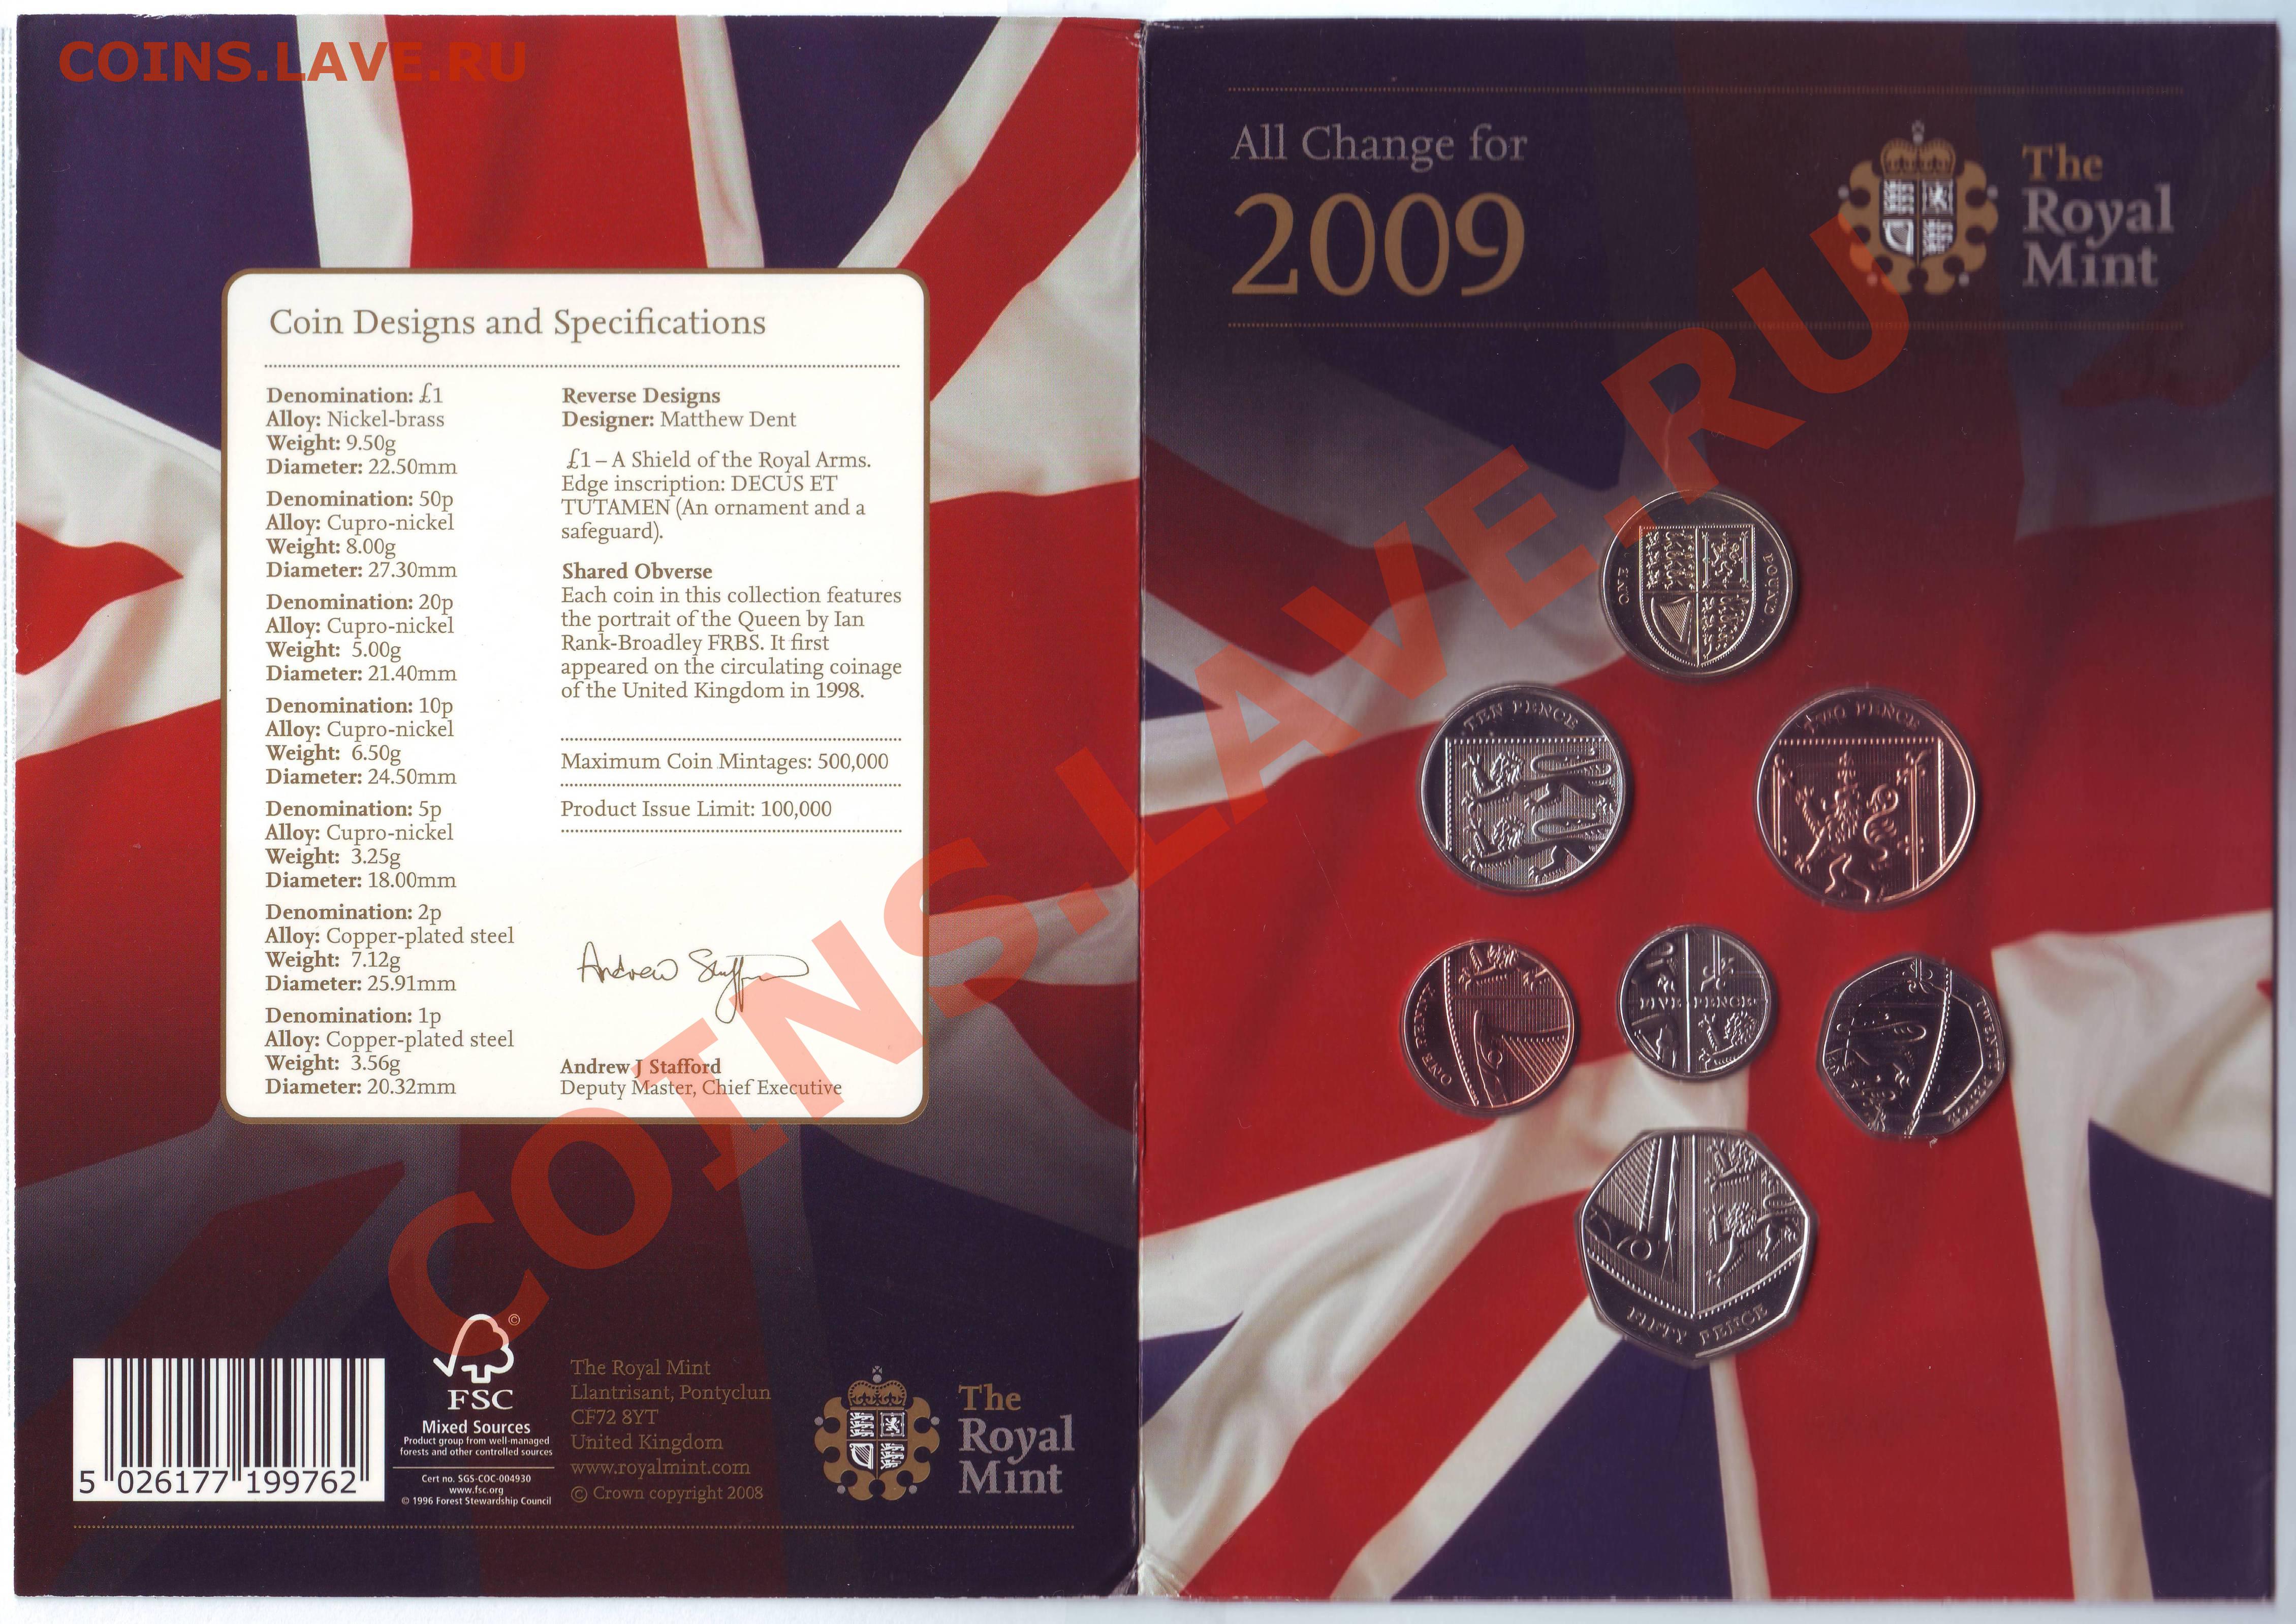 COINS.LAVE.RU
Coin Designs and Specifications
Denomination: £1
Alloy: Nickel-brass
Weight: 9.50g
Diameter: 22.50mm
Denomination: 50p
Alloy: Cupro-nickel
Weight: 8.00g
Diameter: 27.30mm
Denomination: 20p
Alloy: Cupro-nickel
Weight: 5.00g
Diameter: 21.40mm
Denomination: 10p
Alloy: Cupro-nickel
Weight: 6.50g
Diameter: 24.50mm
Denomination: 5p
Alloy: Cupro-nickel
Weight: 3.25g
Diameter: 18.00mm
Denomination: 2p
Alloy: Copper-plated steel
Weight: 7.12g
Diameter: 25.91mm
Denomination: 1p
Alloy: Copper-plated steel
Weight: 3.56g
Diameter: 20.32mm
Reverse Designs
Designer: Matthew Dent
£1 – A Shield of the Royal Arms.
Edge inscription: DECUS ET
TUTAMEN (An ornament and a
safeguard).
Shared Obverse
Each coin in this collection features
the portrait of the Queen by Ian
Rank-Broadley FRBS. It first
appeared on the circulating coinage
of the United Kingdom in 1998.
Maximum Coin Mintages: 500,000
Product Issue Limit: 100,000
Andrew Stafford
Andrew J Stafford
Deputy Master, Chief Executive
5 026177 199762
©
FSC
Mixed Sources
Product group from well-managed
forests and other controlled sources
Cert no. SGS-COC-004930
www.fsc.org
© 1996 Forest Stewardship Council
The Royal Mint
Llantrisant, Pontyclun
CF72 8YT
United Kingdom
www.royalmint.com
© Crown copyright 2008
The
Royal
Mint
All Change for
2009
The
Royal
Mint
ONE POUND
TEN PENCE
TWO PENCE
ONE PENNY
FIVE PENCE
TWENTY PENCE
FIFTY PENCE
COINS.LAVE.RU